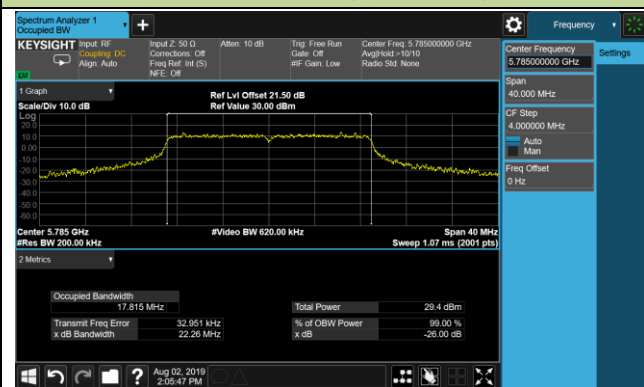 Spectrum Analyzer 1
Occupied BW
Frequency
KEYSIGHT
Input: RF
Coupling: DC
Align: Auto
Input Z: 50 Ω
Corrections: Off
Freq Ref: Int (S)
NFE: Off
Atten: 10 dB
Trig: Free Run
Gate: Off
#IF Gain: Low
Center Freq: 5.785000000 GHz
Avg|Hold:>10/10
Radio Std: None
Center Frequency
5.785000000 GHz
Settings
Span
40.000 MHz
CF Step
4.000000 MHz
Auto
Man
Freq Offset
0 Hz
1 Graph
Scale/Div 10.0 dB
Ref Lvl Offset 21.50 dB
Ref Value 30.00 dBm
Log
20.0
10.0
0.00
-10.0
-20.0
-30.0
-40.0
-50.0
-60.0
Center 5.785 GHz
#Video BW 620.00 kHz
Span 40 MHz
#Res BW 200.00 kHz
Sweep 1.07 ms (2001 pts)
2 Metrics
Occupied Bandwidth
17.815 MHz
Total Power 29.4 dBm
Transmit Freq Error 32.951 kHz
% of OBW Power 99.00 %
x dB Bandwidth 22.26 MHz
x dB -26.00 dB
?
Aug 02, 2019
2:05:47 PM